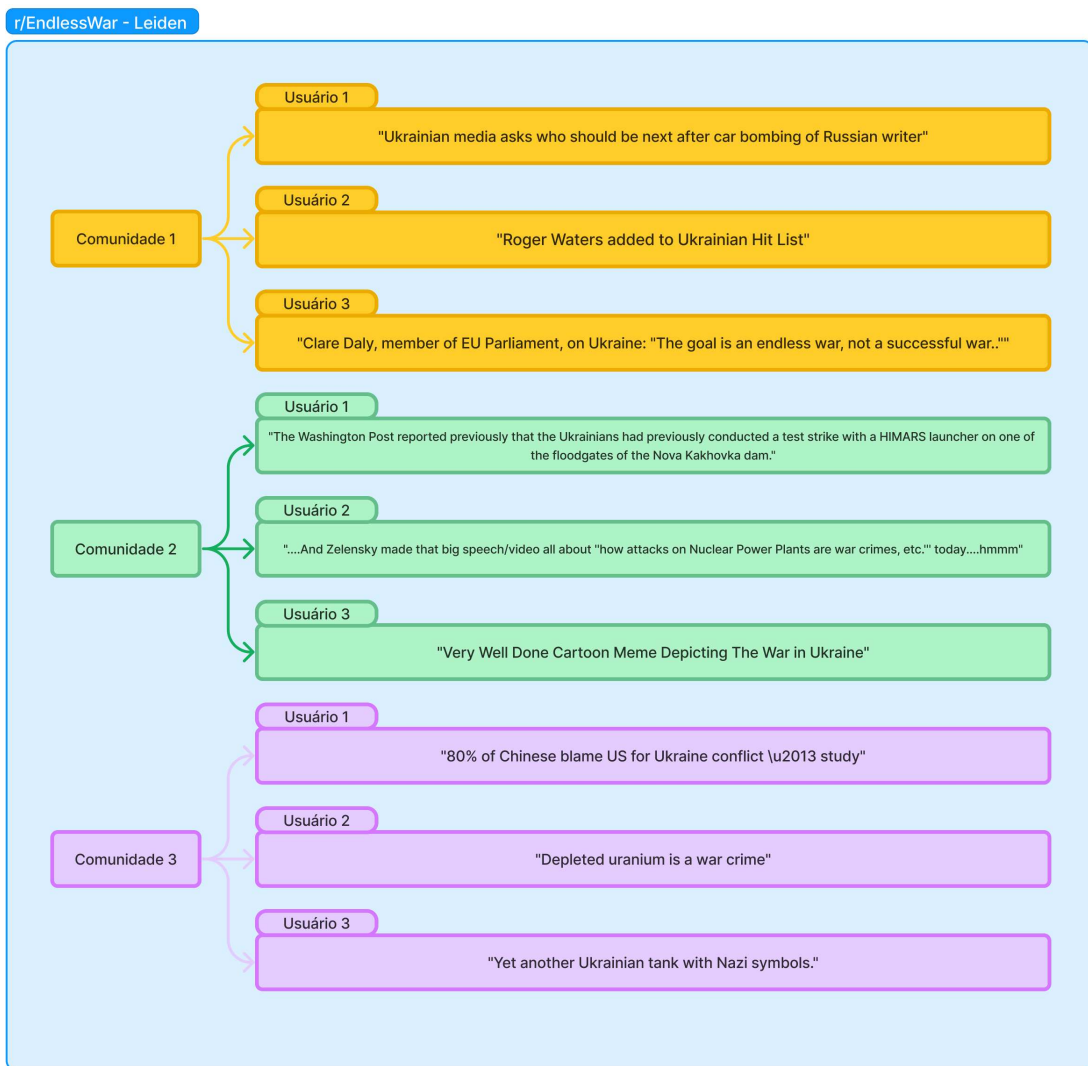 r/EndlessWar - Leiden
Usuário 1
"Ukrainian media asks who should be next after car bombing of Russian writer"
Usuário 2
Comunidade 1
"Roger Waters added to Ukrainian Hit List"
Usuário 3
"Clare Daly, member of EU Parliament, on Ukraine: "The goal is an endless war, not a successful war..""
Usuário 1
"The Washington Post reported previously that the Ukrainians had previously conducted a test strike with a HIMARS launcher on one of
the floodgates of the Nova Kakhovka dam."
Usuário 2
Comunidade 2
"....And Zelensky made that big speech/video all about "how attacks on Nuclear Power Plants are war crimes, etc."' today....hmmm"
Usuário 3
"Very Well Done Cartoon Meme Depicting The War in Ukraine"
Usuário 1
"80% of Chinese blame US for Ukraine conflict \u2013 study"
Usuário 2
Comunidade 3
"Depleted uranium is a war crime"
Usuário 3
"Yet another Ukrainian tank with Nazi symbols."